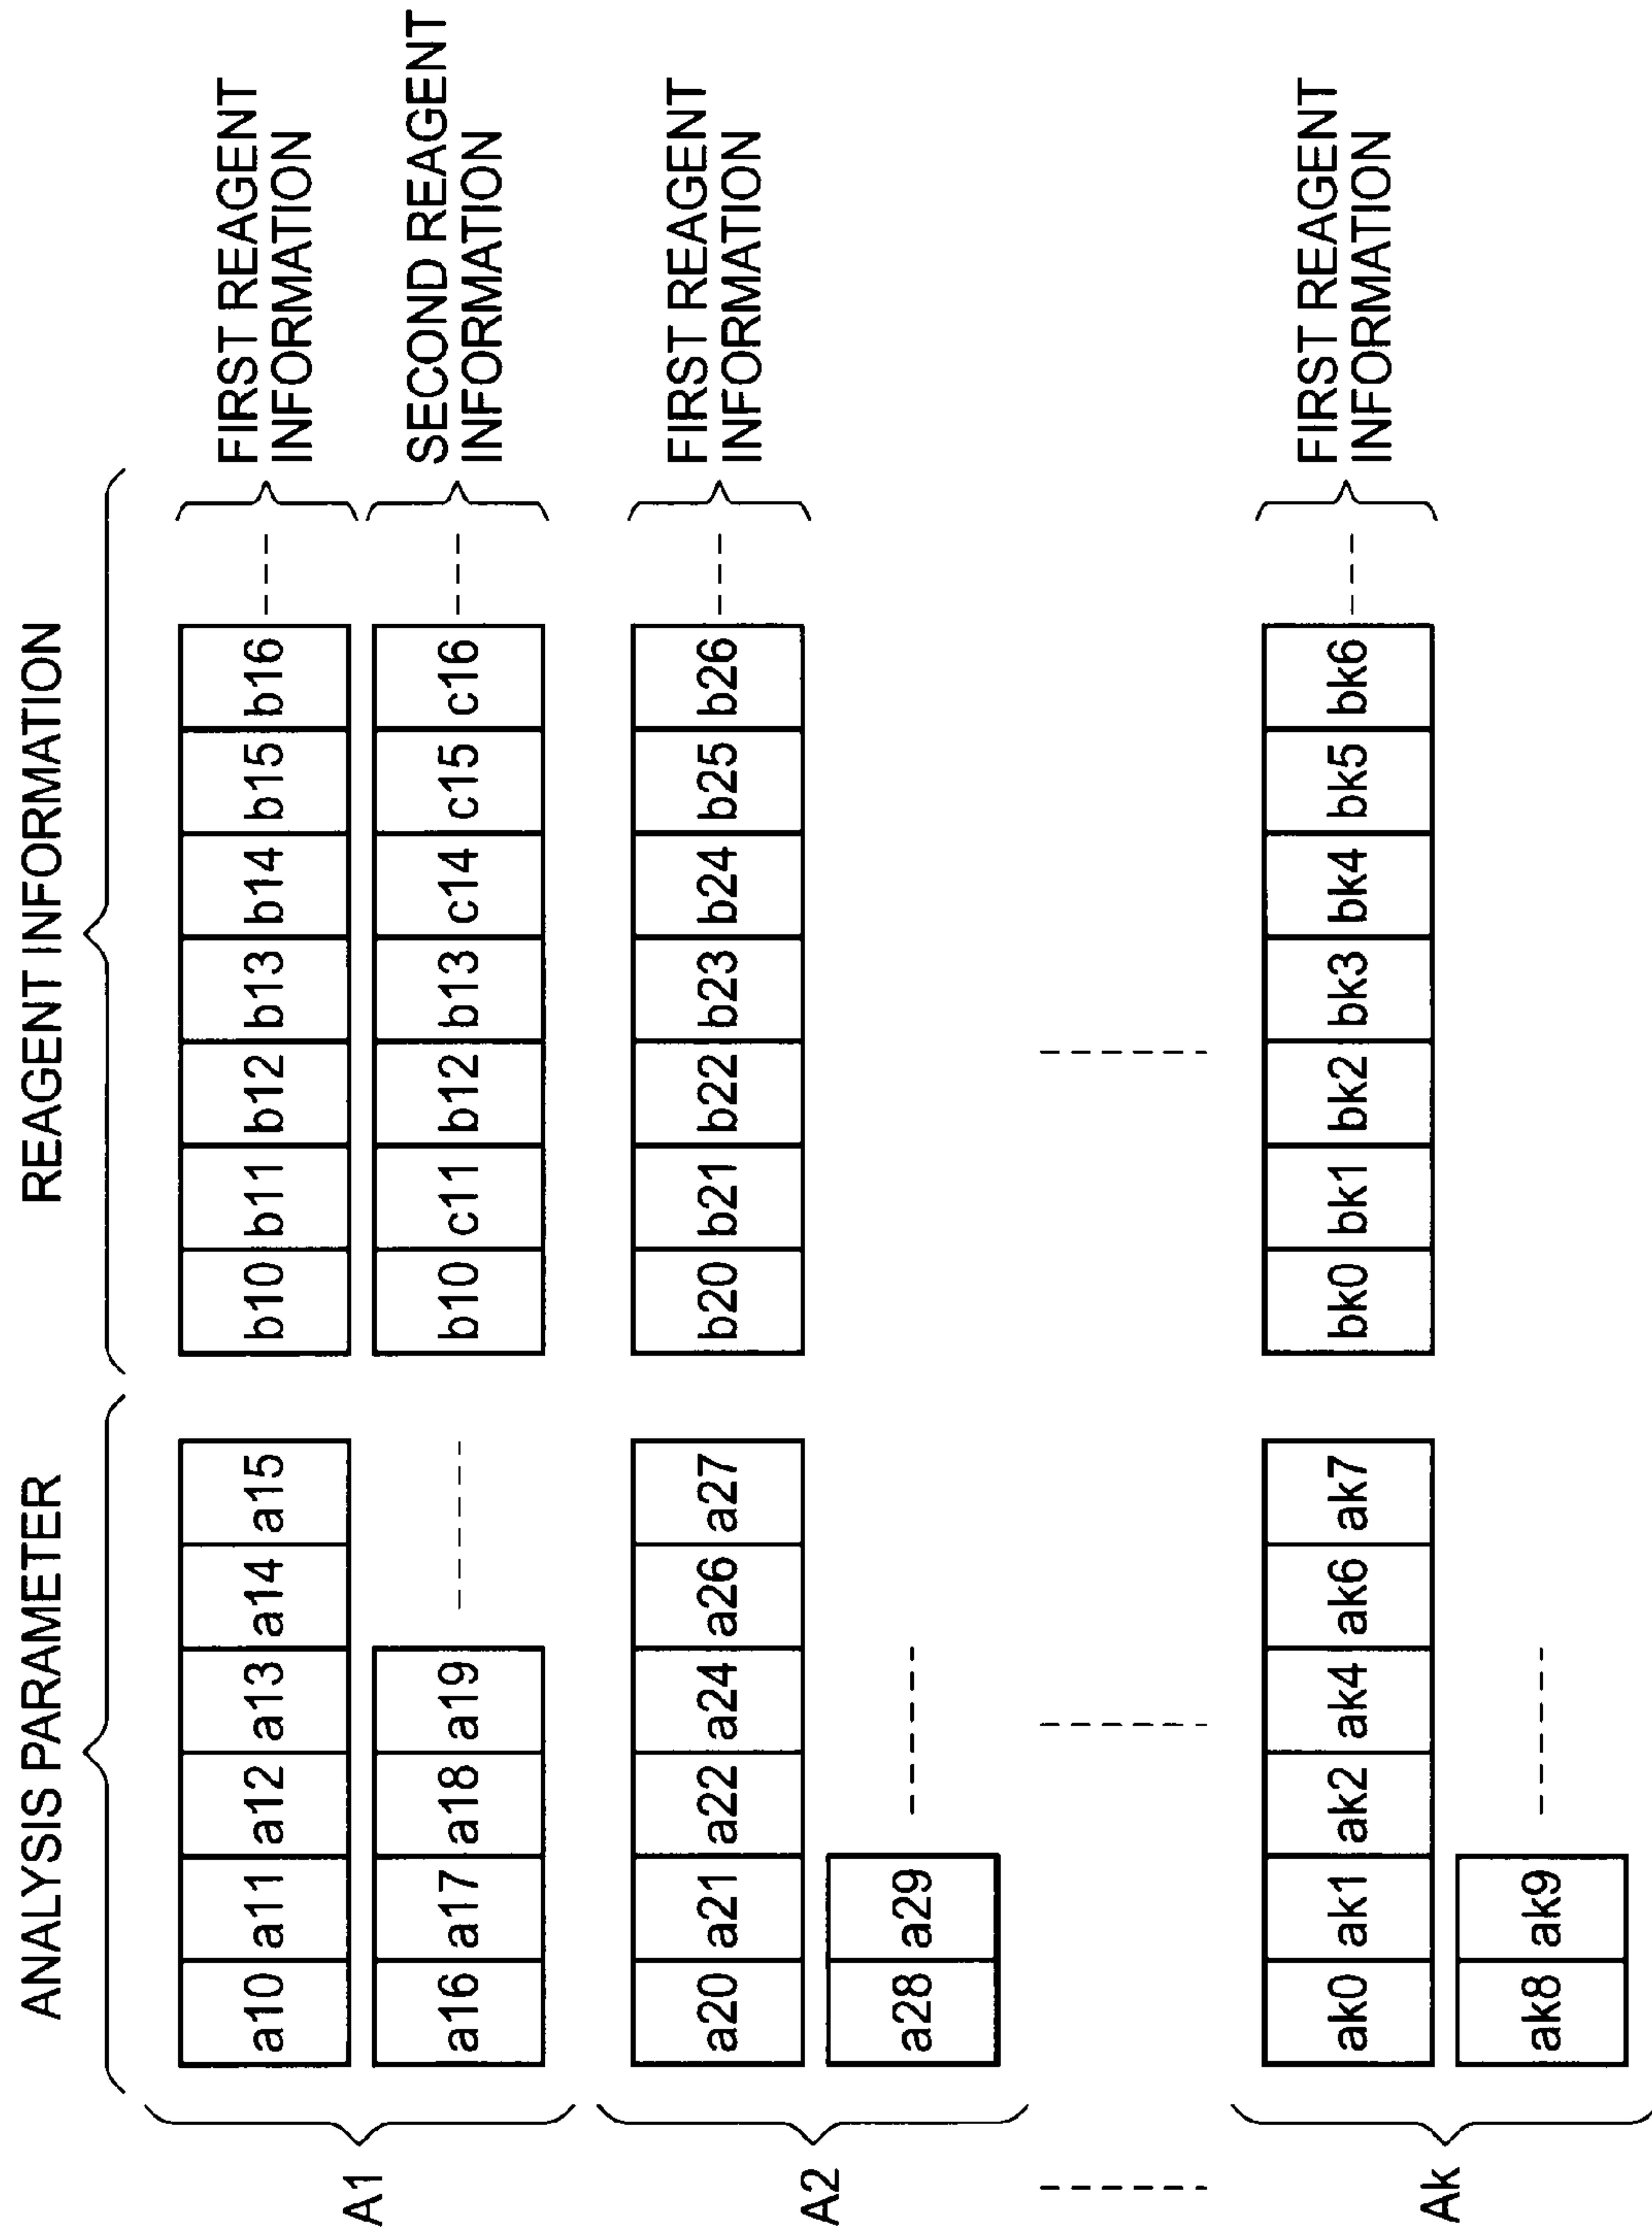 ANALYSIS PARAMETER
REAGENT INFORMATION
A1
a10 a11 a12 a13 a14 a15
b10 b11 b12 b13 b14 b15 b16
FIRST REAGENT
INFORMATION
a16 a17 a18 a19
b10 c11 b12 b13 c14 c15 c16
SECOND REAGENT
INFORMATION
A2
a20 a21 a22 a24 a26 a27
b20 b21 b22 b23 b24 b25 b26
FIRST REAGENT
INFORMATION
a28 a29
Ak
ak0 ak1 ak2 ak4 ak6 ak7
bk0 bk1 bk2 bk3 bk4 bk5 bk6
FIRST REAGENT
INFORMATION
ak8 ak9